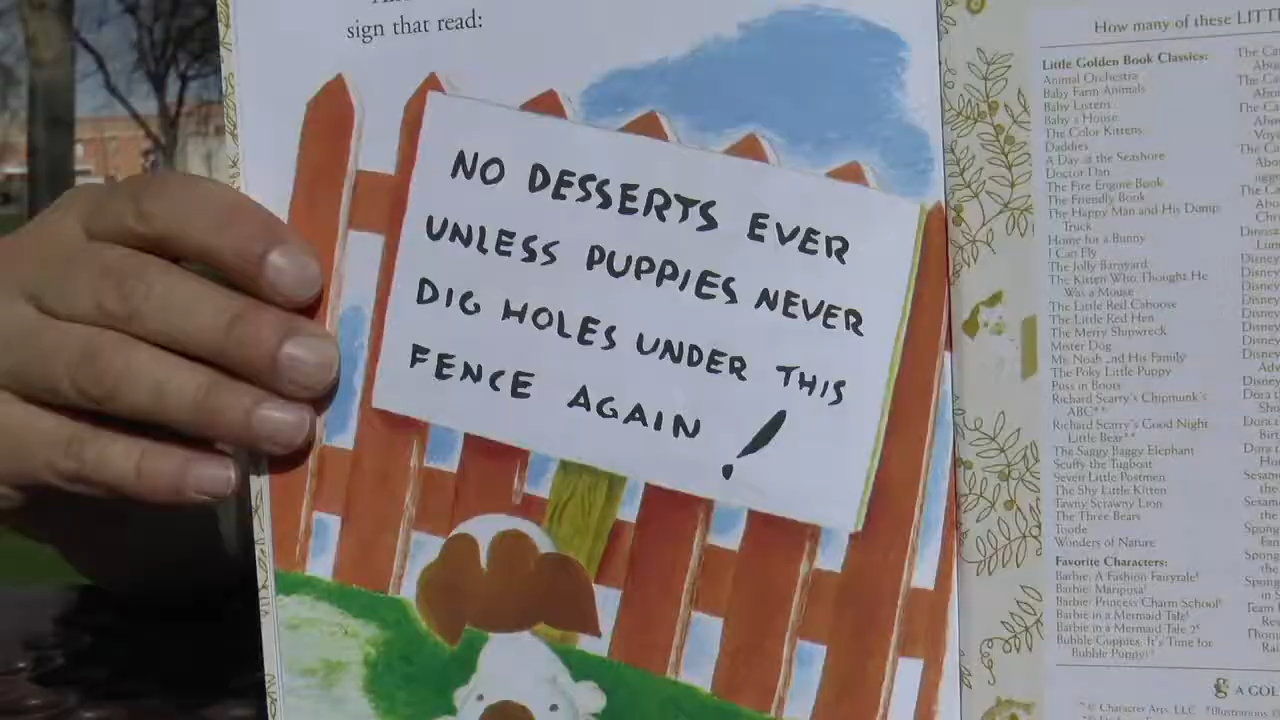 sign that read:
NO DESSERTS EVER
UNLESS PUPPIES NEVER
DIG HOLES UNDER THIS
FENCE AGAIN!
How many of these
Little Golden Book Classics:
Animal Orchestra
Baby Farm Animals
Baby Listens
Baby's House
The Color Kittens
Daddies
A Day at the Seashore
Doctor Dan
The Fire Engine Book
The Friendly Book
The Happy Man and His Dump
Truck
Home for a Bunny
I Can Fly
The Jolly Barnyard
The Kitten Who Thought He
Was a Mouse
The Little Red Caboose
The Little Red Hen
The Merry Shipwreck
Mister Dog
Mr. Noah and His Family
The Poky Little Puppy
Puss in Boots
Richard Scarry's Chipmunk's
ABC**
Richard Scarry's Good Night
Little Bear**
The Saggy Baggy Elephant
Scuffy the Tugboat
Seven Little Postmen
The Shy Little Kitten
Tawny Scrawny Lion
The Three Bears
Tootle
Wonders of Nature
Favorite Characters:
Barbie: A Fashion Fairytale†
Barbie: Mariposa†
Barbie: Princess Charm School†
Barbie in a Mermaid Tale†
Barbie in a Mermaid Tale 2†
Bubble Guppies: It's Time for
Bubble Puppy!
A
© Character Arts, LLC